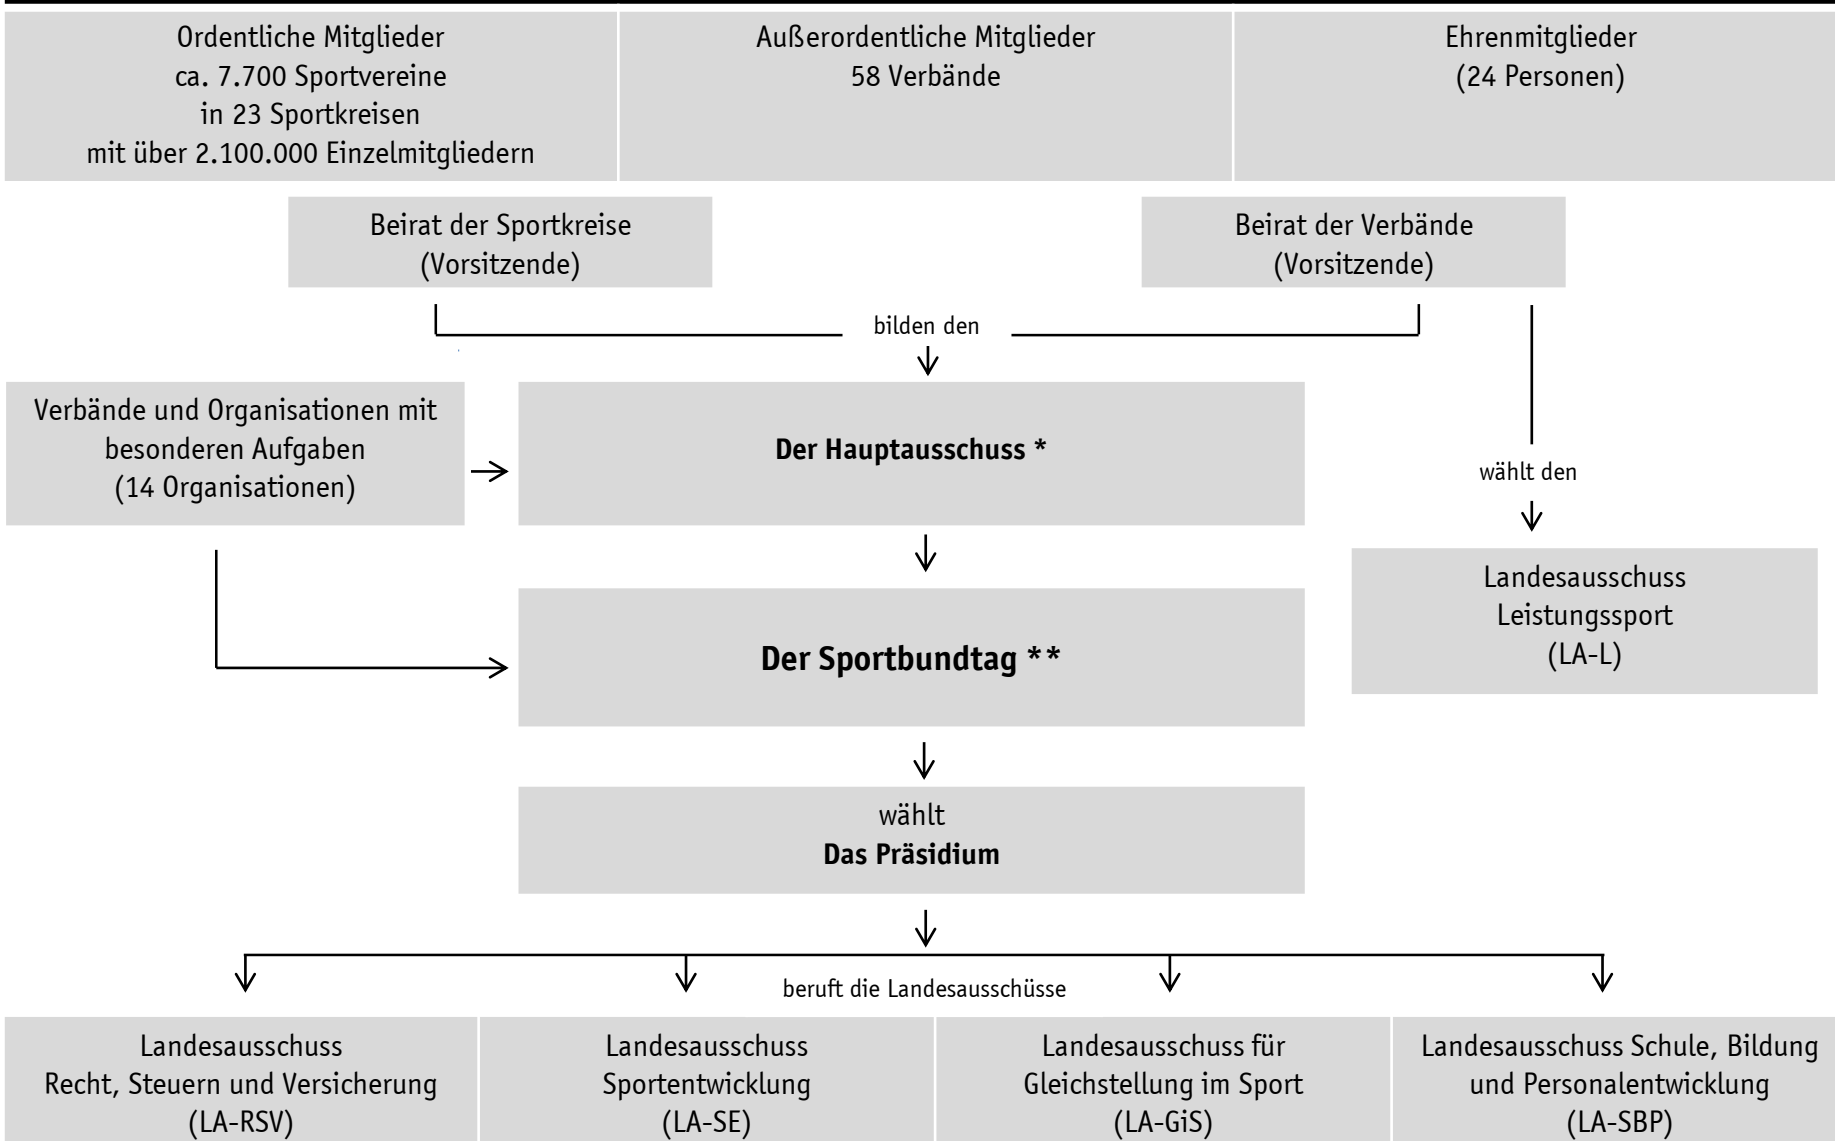 Ordentliche Mitglieder
ca. 7.700 Sportvereine
in 23 Sportkreisen
mit über 2.100.000 Einzelmitgliedern
Außerordentliche Mitglieder
58 Verbände
Ehrenmitglieder
(24 Personen)
Beirat der Sportkreise
(Vorsitzende)
Beirat der Verbände
(Vorsitzende)
bilden den
Verbände und Organisationen mit
besonderen Aufgaben
(14 Organisationen)
Der Hauptausschuss *
wählt den
Landesausschuss
Leistungssport
(LA-L)
Der Sportbundtag **
wählt
Das Präsidium
beruft die Landesausschüsse
Landesausschuss
Recht, Steuern und Versicherung
(LA-RSV)
Landesausschuss
Sportentwicklung
(LA-SE)
Landesausschuss für
Gleichstellung im Sport
(LA-GiS)
Landesausschuss Schule, Bildung
und Personalentwicklung
(LA-SBP)